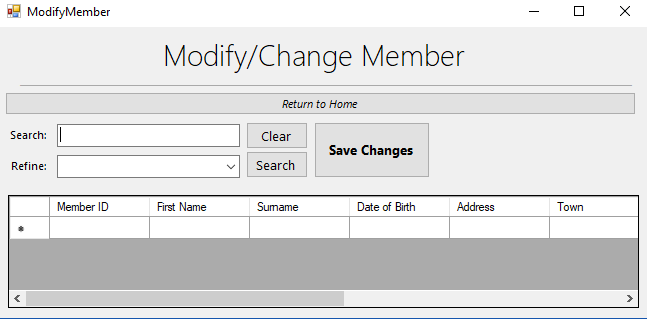 ModifyMember
Modify/Change Member
Return to Home
Search: Clear
Save Changes
Refine: Search
Member ID First Name Surname Date of Birth Address Town